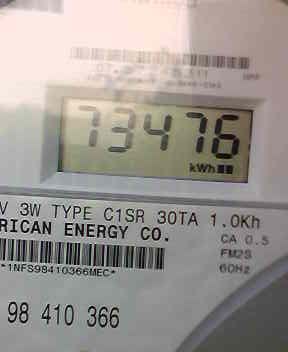 73476
kWh
V 3W TYPE C1SR 30TA 1.0Kh
RICAN ENERGY CO.
CA 0.5
FM2S
60Hz
*1NFS98410366MEC*
98 410 366